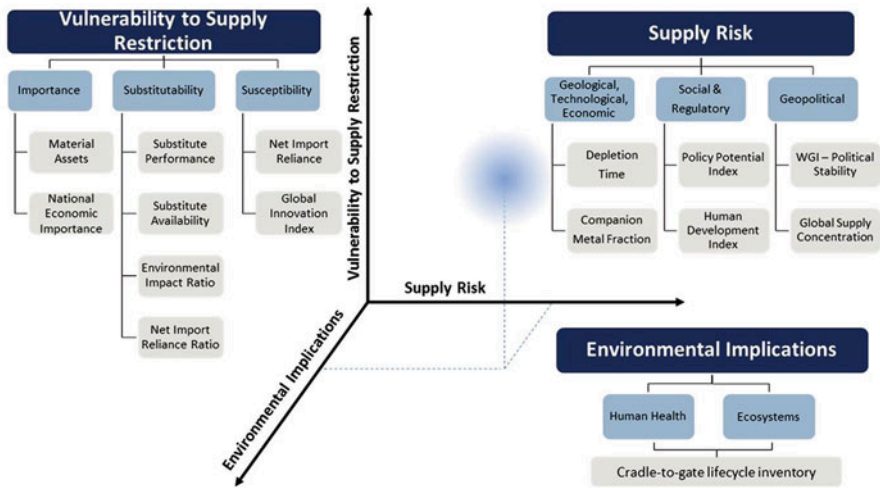 Vulnerability to Supply
Restriction
Importance
Substitutability
Susceptibility
Material
Assets
Substitute
Performance
Net Import
Reliance
National
Economic
Importance
Substitute
Availability
Global
Innovation
Index
Environmental
Impact Ratio
Net Import
Reliance Ratio
Vulnerability to Supply Restriction
Supply Risk
Environmental Implications
Supply Risk
Geological,
Technological,
Economic
Social &
Regulatory
Geopolitical
Depletion
Time
Policy Potential
Index
WGI – Political
Stability
Companion
Metal Fraction
Human
Development
Index
Global Supply
Concentration
Environmental Implications
Human Health
Ecosystems
Cradle-to-gate lifecycle inventory